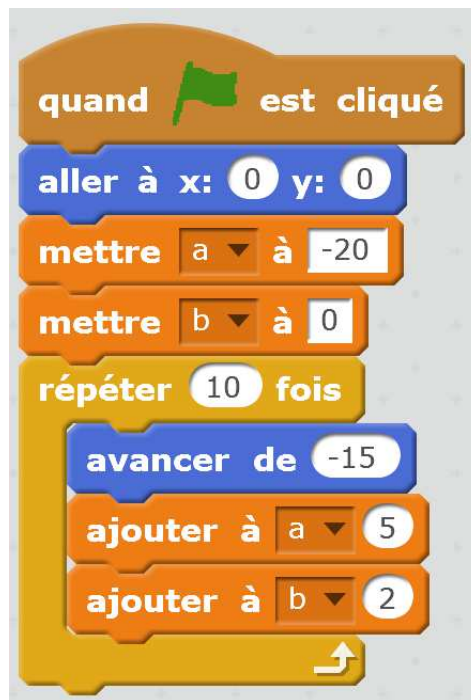 quand est cliqué
aller à x: 0 y: 0
mettre a à -20
mettre b à 0
répéter 10 fois
avancer de -15
ajouter à a 5
ajouter à b 2